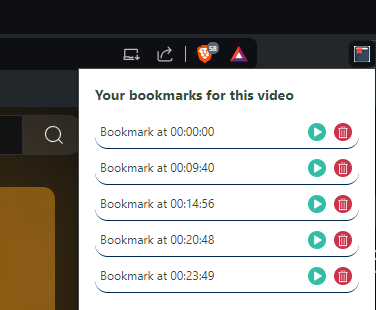 58
Your bookmarks for this video
Bookmark at 00:00:00
Bookmark at 00:09:40
Bookmark at 00:14:56
Bookmark at 00:20:48
Bookmark at 00:23:49